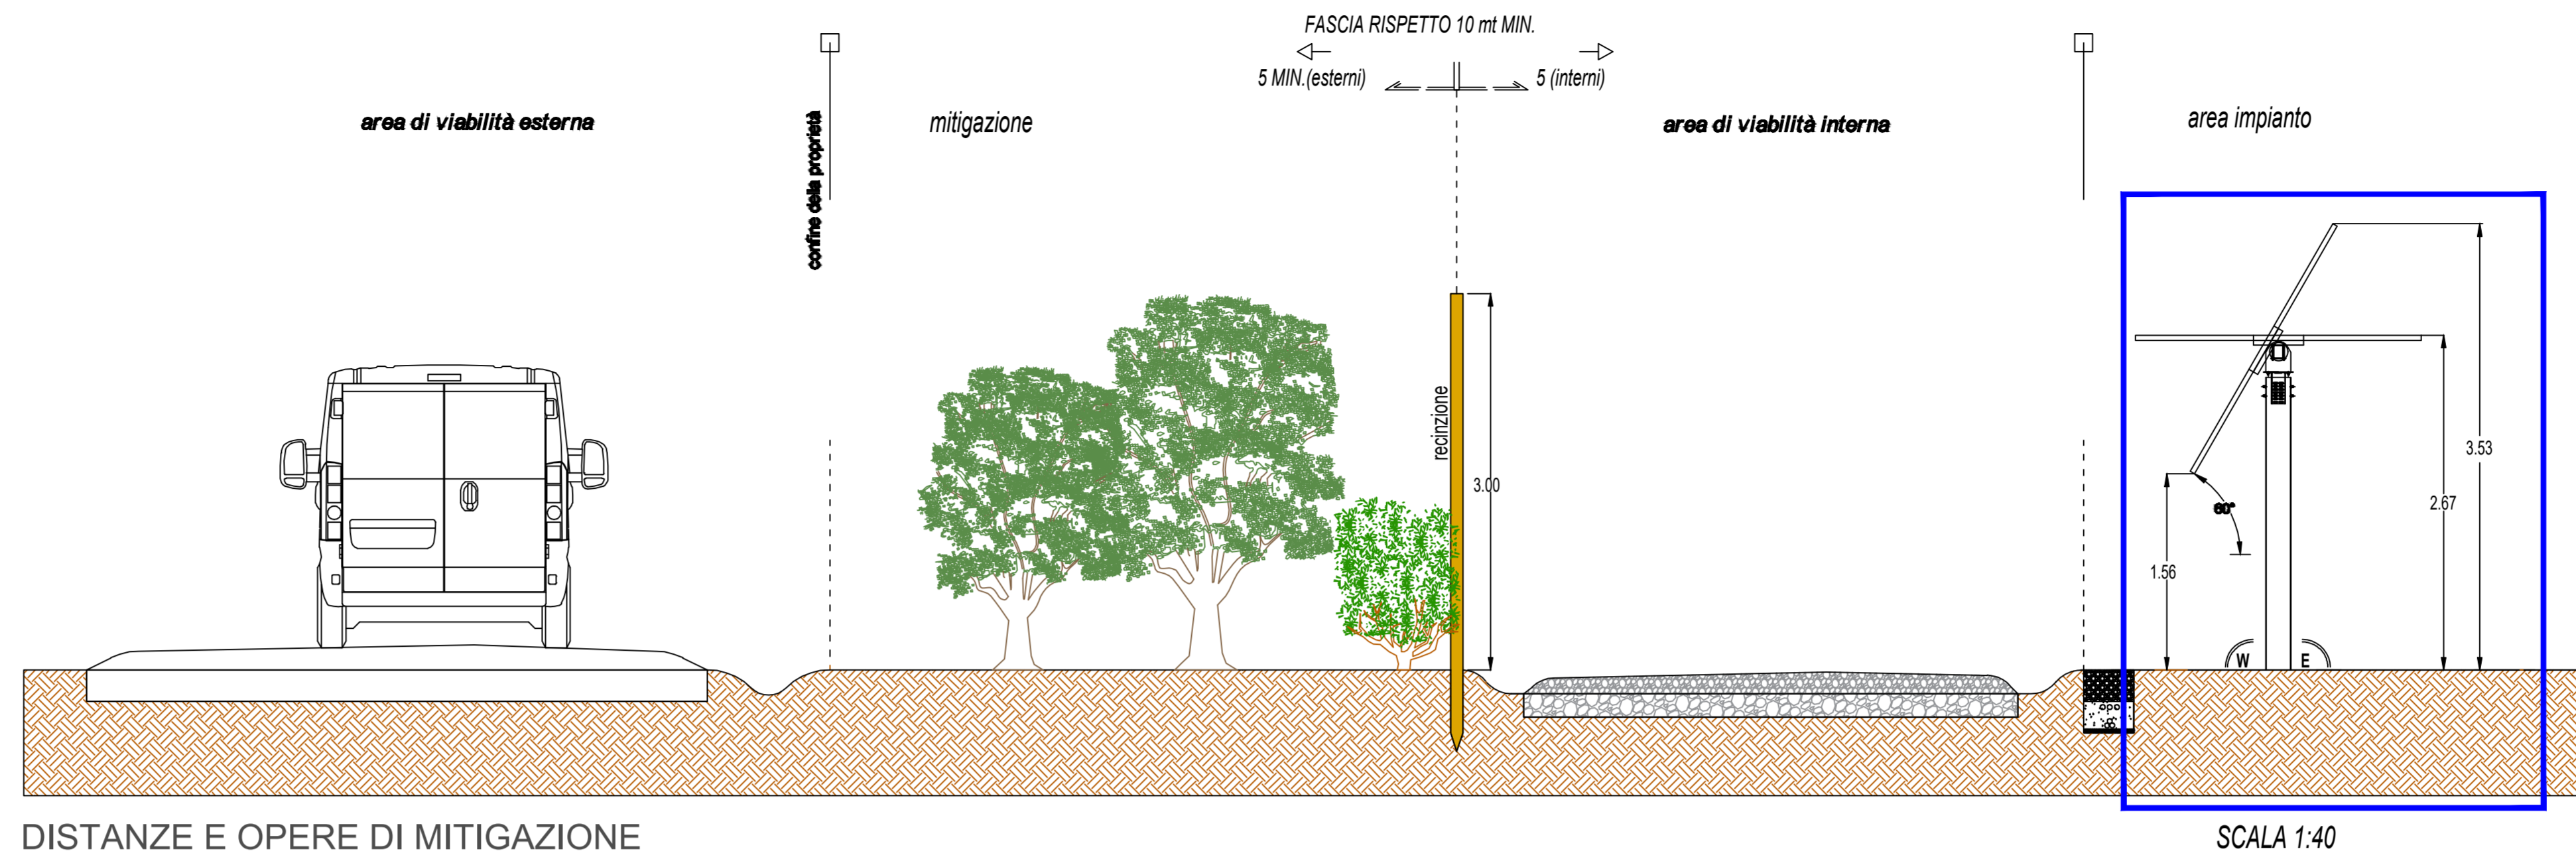 FASCIA RISPETTO 10 mt MIN.
5 MIN.(esterni)
5 (interni)
area di viabilità esterna
confine della proprietà
mitigazione
area di viabilità interna
area impianto
recinzione
3.00
3.53
2.67
60°
1.56
W
E
DISTANZE E OPERE DI MITIGAZIONE
SCALA 1:40